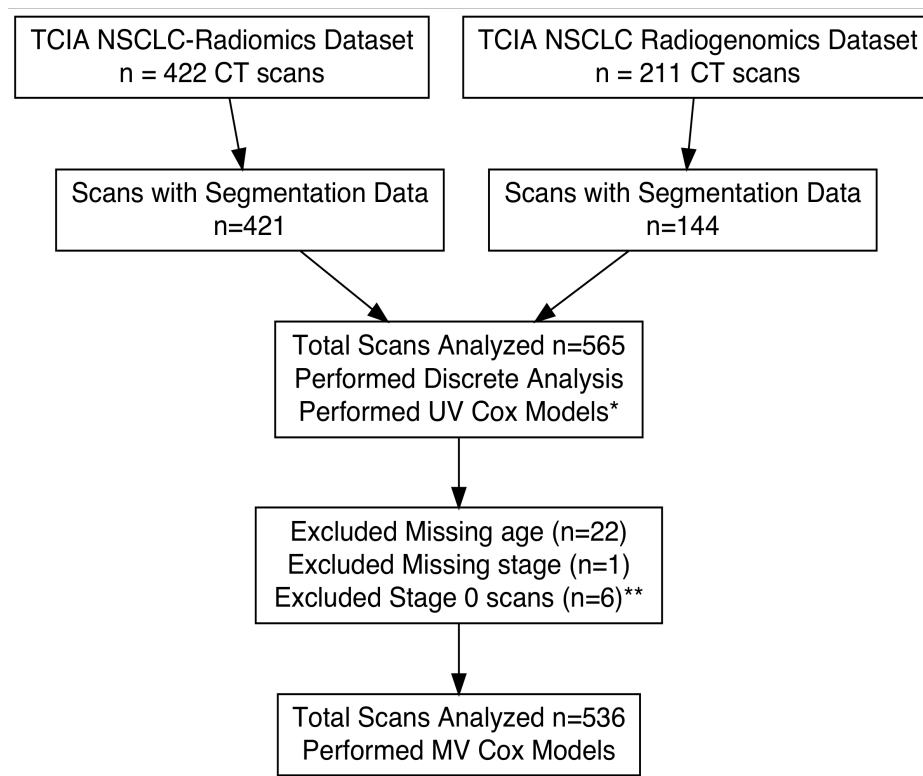 TCIA NSCLC-Radiomics Dataset
n = 422 CT scans
TCIA NSCLC Radiogenomics Dataset
n = 211 CT scans
Scans with Segmentation Data
n=421
Scans with Segmentation Data
n=144
Total Scans Analyzed n=565
Performed Discrete Analysis
Performed UV Cox Models*
Excluded Missing age (n=22)
Excluded Missing stage (n=1)
Excluded Stage 0 scans (n=6)**
Total Scans Analyzed n=536
Performed MV Cox Models